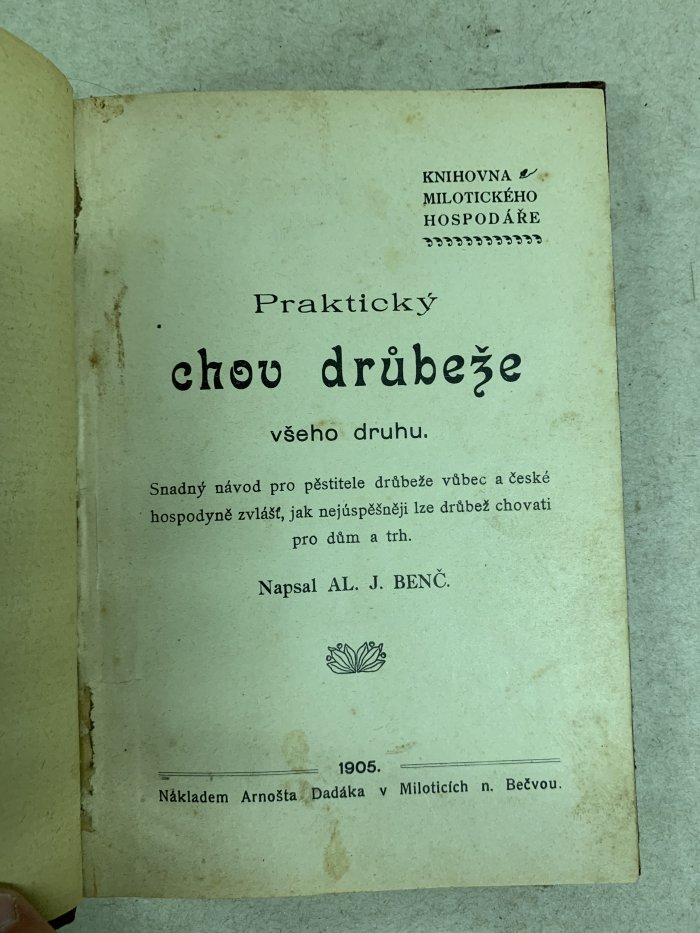 KNIHOVNA
MILOTICKÉHO
HOSPODÁŘE
Praktický
chov drůbeže
všeho druhu.
Snadný návod pro pěstitele drůbeže vůbec a české
hospodyně zvlášť, jak nejúspěšněji lze drůbež chovati
pro dům a trh.
Napsal AL. J. BENČ.
1905.
Nákladem Arnošta Dadáka v Miloticích n. Bečvou.